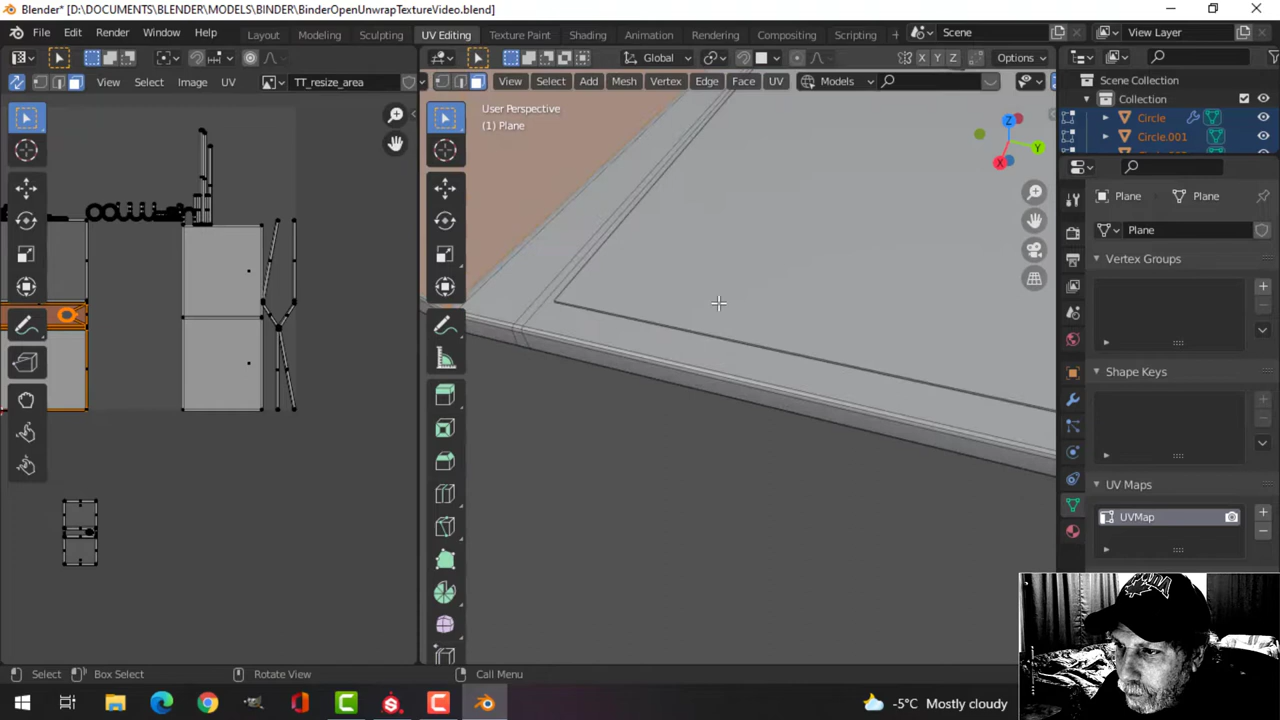 Blender* [D:\DOCUMENTS\BLENDER\MODELS\BINDER\BinderOpenUnwrapTextureVideo.blend]
File Edit Render Window Help Layout Modeling Sculpting UV Editing Texture Paint Shading Animation Rendering Compositing Scripting + Scene View Layer
View Select Image UV TT_resize_area
Global X Y Z Options
View Select Add Mesh Vertex Edge Face UV Models
Scene Collection
Collection
Circle
Circle.001
User Perspective
(1) Plane
Z
Y
X
Plane Plane
Plane
Vertex Groups
Shape Keys
UV Maps
UVMap
Select Box Select Rotate View Call Menu
-5°C Mostly cloudy